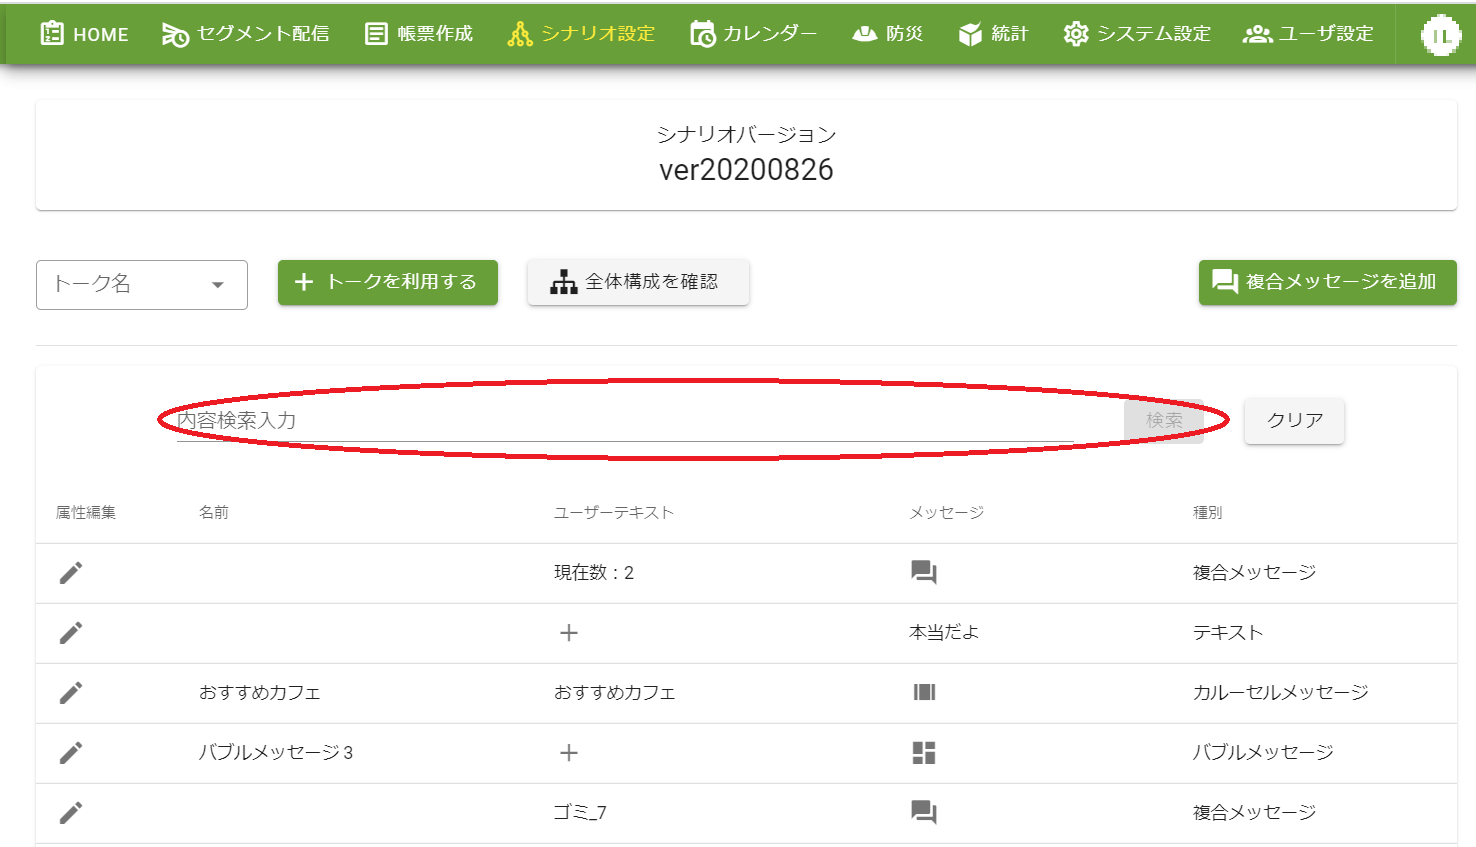 HOME セグメント配信 帳票作成 シナリオ設定 カレンダー 防災 統計 システム設定 ユーザ設定 IL
シナリオバージョン
ver20200826
トーク名 トークを利用する 全体構成を確認 複合メッセージを追加
内容検索入力 検索 クリア
属性編集 名前 ユーザーテキスト メッセージ 種別
現在数：2 複合メッセージ
本当だよ テキスト
おすすめカフェ おすすめカフェ カルーセルメッセージ
バブルメッセージ3 バブルメッセージ
ゴミ_7 複合メッセージ